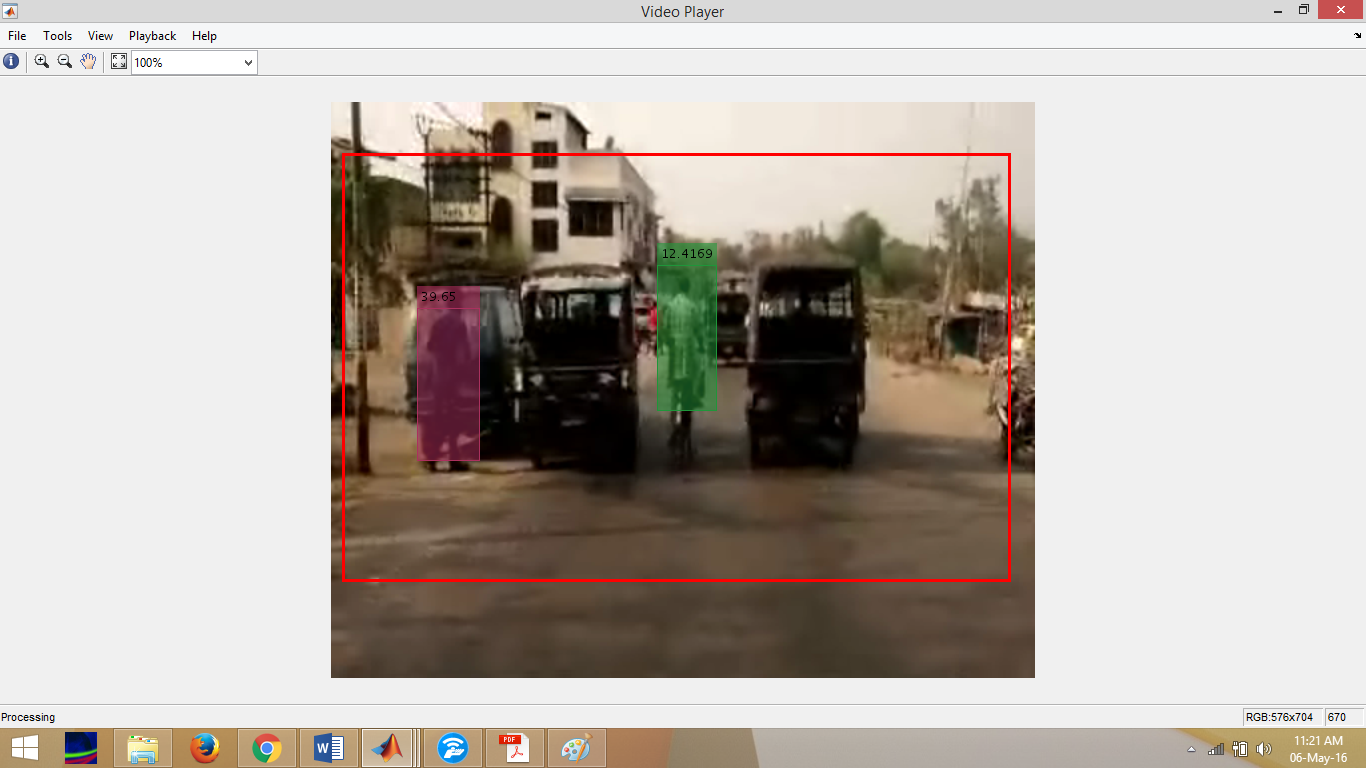 Video Player
File Tools View Playback Help
100%
12.4169
39.65
Processing
RGB:576x704 670
PDF
11:21 AM
06-May-16